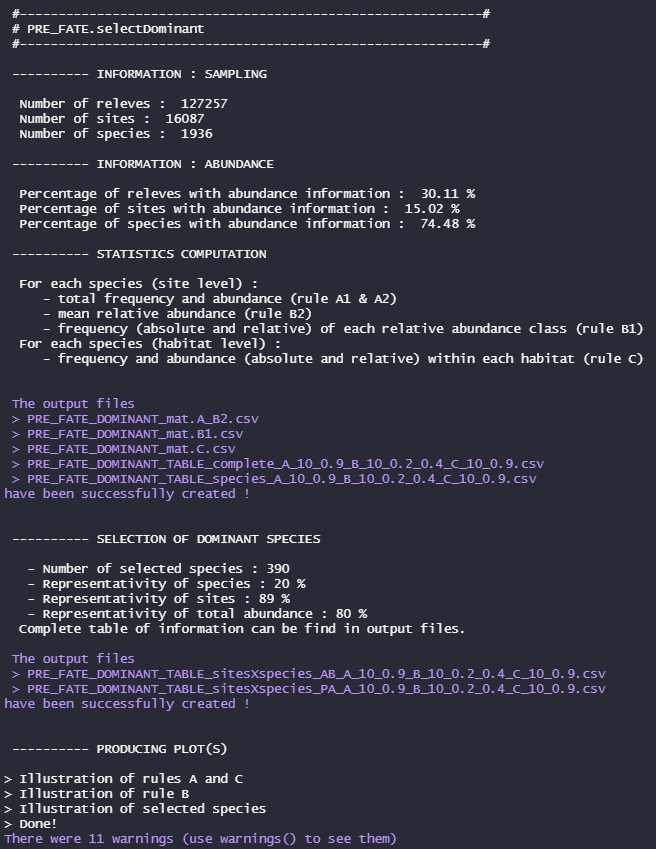 #------------------------------------------------------------#
# PRE_FATE.selectDominant
#------------------------------------------------------------#
---------- INFORMATION : SAMPLING
Number of releves :  127257
Number of sites :  16087
Number of species :  1936
---------- INFORMATION : ABUNDANCE
Percentage of releves with abundance information :  30.11 %
Percentage of sites with abundance information :  15.02 %
Percentage of species with abundance information :  74.48 %
---------- STATISTICS COMPUTATION
For each species (site level) :
- total frequency and abundance (rule A1 & A2)
- mean relative abundance (rule B2)
- frequency (absolute and relative) of each relative abundance class (rule B1)
For each species (habitat level) :
- frequency and abundance (absolute and relative) within each habitat (rule C)
The output files
> PRE_FATE_DOMINANT_mat.A_B2.csv
> PRE_FATE_DOMINANT_mat.B1.csv
> PRE_FATE_DOMINANT_mat.C.csv
> PRE_FATE_DOMINANT_TABLE_complete_A_10_0.9_B_10_0.2_0.4_C_10_0.9.csv
> PRE_FATE_DOMINANT_TABLE_species_A_10_0.9_B_10_0.2_0.4_C_10_0.9.csv
have been successfully created !
---------- SELECTION OF DOMINANT SPECIES
- Number of selected species : 390
- Representativity of species : 20 %
- Representativity of sites : 89 %
- Representativity of total abundance : 80 %
Complete table of information can be find in output files.
The output files
> PRE_FATE_DOMINANT_TABLE_sitesXspecies_AB_A_10_0.9_B_10_0.2_0.4_C_10_0.9.csv
> PRE_FATE_DOMINANT_TABLE_sitesXspecies_PA_A_10_0.9_B_10_0.2_0.4_C_10_0.9.csv
have been successfully created !
---------- PRODUCING PLOT(S)
> Illustration of rules A and C
> Illustration of rule B
> Illustration of selected species
> Done!
There were 11 warnings (use warnings() to see them)